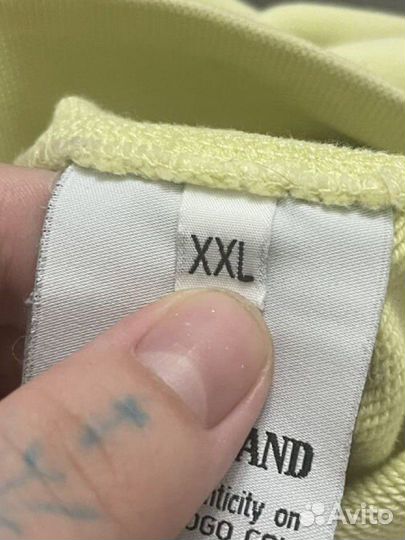 XXL
AND
nticity on
OGO CO
Avito